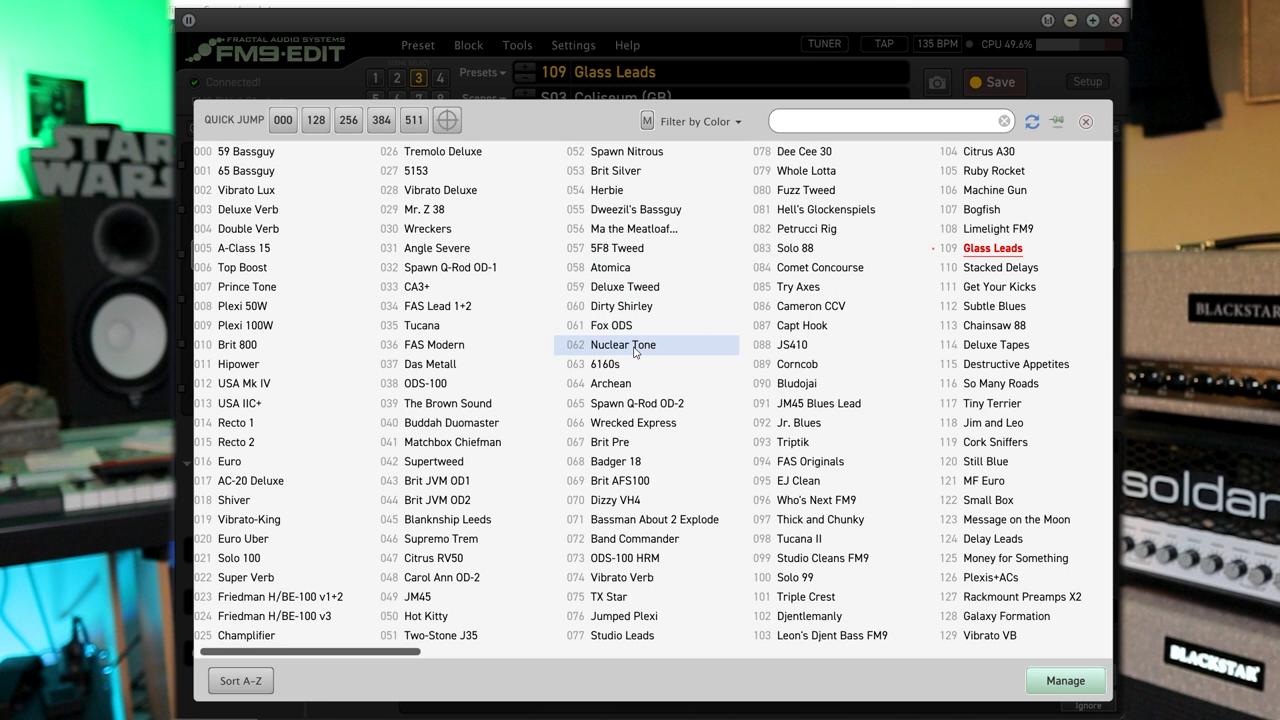 FRACTAL AUDIO SYSTEMS
FM9-EDIT
Preset Block Tools Settings Help
TUNER TAP 135 BPM CPU 49.6%
Connected!
1 2 3 4
Presets
109 Glass Leads
Save
Setup
S03 Coliseum (GB)
QUICK JUMP 000 128 256 384 511
M Filter by Color
000 59 Bassguy
001 65 Bassguy
002 Vibrato Lux
003 Deluxe Verb
004 Double Verb
005 A-Class 15
006 Top Boost
007 Prince Tone
008 Plexi 50W
009 Plexi 100W
010 Brit 800
011 Hipower
012 USA Mk IV
013 USA IIC+
014 Recto 1
015 Recto 2
016 Euro
017 AC-20 Deluxe
018 Shiver
019 Vibrato-King
020 Euro Uber
021 Solo 100
022 Super Verb
023 Friedman H/BE-100 v1+2
024 Friedman H/BE-100 v3
025 Champlifier
026 Tremolo Deluxe
027 5153
028 Vibrato Deluxe
029 Mr. Z 38
030 Wreckers
031 Angle Severe
032 Spawn Q-Rod OD-1
033 CA3+
034 FAS Lead 1+2
035 Tucana
036 FAS Modern
037 Das Metall
038 ODS-100
039 The Brown Sound
040 Buddah Duomaster
041 Matchbox Chiefman
042 Supertweed
043 Brit JVM OD1
044 Brit JVM OD2
045 Blanknship Leeds
046 Supremo Trem
047 Citrus RV50
048 Carol Ann OD-2
049 JM45
050 Hot Kitty
051 Two-Stone J35
052 Spawn Nitrous
053 Brit Silver
054 Herbie
055 Dweezil's Bassguy
056 Ma the Meatloaf...
057 5F8 Tweed
058 Atomica
059 Deluxe Tweed
060 Dirty Shirley
061 Fox ODS
062 Nuclear Tone
063 6160s
064 Archean
065 Spawn Q-Rod OD-2
066 Wrecked Express
067 Brit Pre
068 Badger 18
069 Brit AFS100
070 Dizzy VH4
071 Bassman About 2 Explode
072 Band Commander
073 ODS-100 HRM
074 Vibrato Verb
075 TX Star
076 Jumped Plexi
077 Studio Leads
078 Dee Cee 30
079 Whole Lotta
080 Fuzz Tweed
081 Hell's Glockenspiels
082 Petrucci Rig
083 Solo 88
084 Comet Concourse
085 Try Axes
086 Cameron CCV
087 Capt Hook
088 JS410
089 Corncob
090 Bludojai
091 JM45 Blues Lead
092 Jr. Blues
093 Triptik
094 FAS Originals
095 EJ Clean
096 Who's Next FM9
097 Thick and Chunky
098 Tucana II
099 Studio Cleans FM9
100 Solo 99
101 Triple Crest
102 Djentlemanly
103 Leon's Djent Bass FM9
104 Citrus A30
105 Ruby Rocket
106 Machine Gun
107 Bogfish
108 Limelight FM9
109 Glass Leads
110 Stacked Delays
111 Get Your Kicks
112 Subtle Blues
113 Chainsaw 88
114 Deluxe Tapes
115 Destructive Appetites
116 So Many Roads
117 Tiny Terrier
118 Jim and Leo
119 Cork Sniffers
120 Still Blue
121 MF Euro
122 Small Box
123 Message on the Moon
124 Delay Leads
125 Money for Something
126 Plexis+ACs
127 Rackmount Preamps X2
128 Galaxy Formation
129 Vibrato VB
Sort A-Z
Manage
Ignore
STAR
WARS
BLACKSTAR
soldan
BLACKSTAR